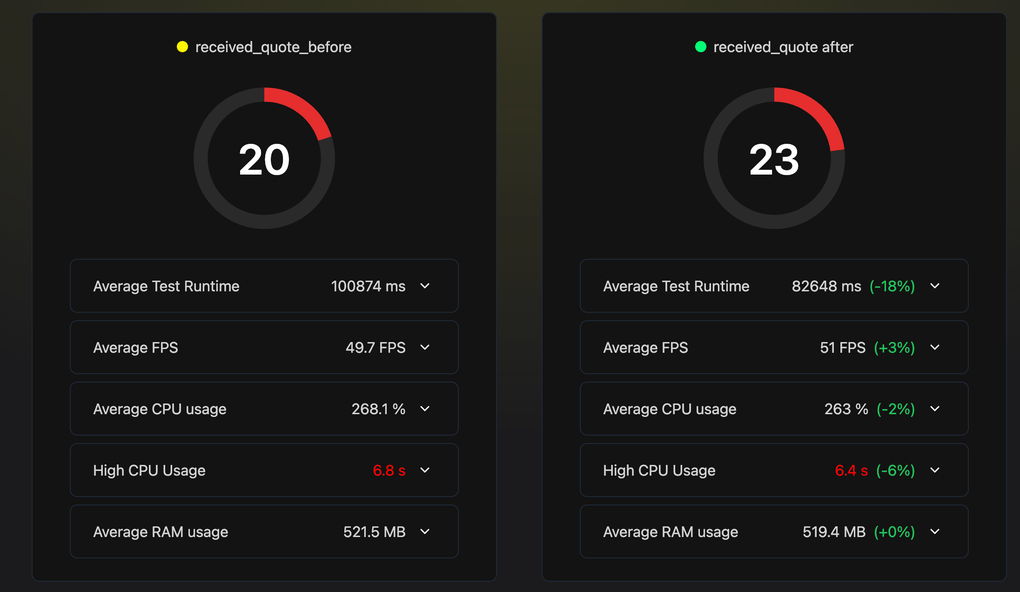 received_quote_before
20
Average Test Runtime 100874 ms
Average FPS 49.7 FPS
Average CPU usage 268.1 %
High CPU Usage 6.8 s
Average RAM usage 521.5 MB
received_quote after
23
Average Test Runtime 82648 ms (-18%)
Average FPS 51 FPS (+3%)
Average CPU usage 263 % (-2%)
High CPU Usage 6.4 s (-6%)
Average RAM usage 519.4 MB (+0%)